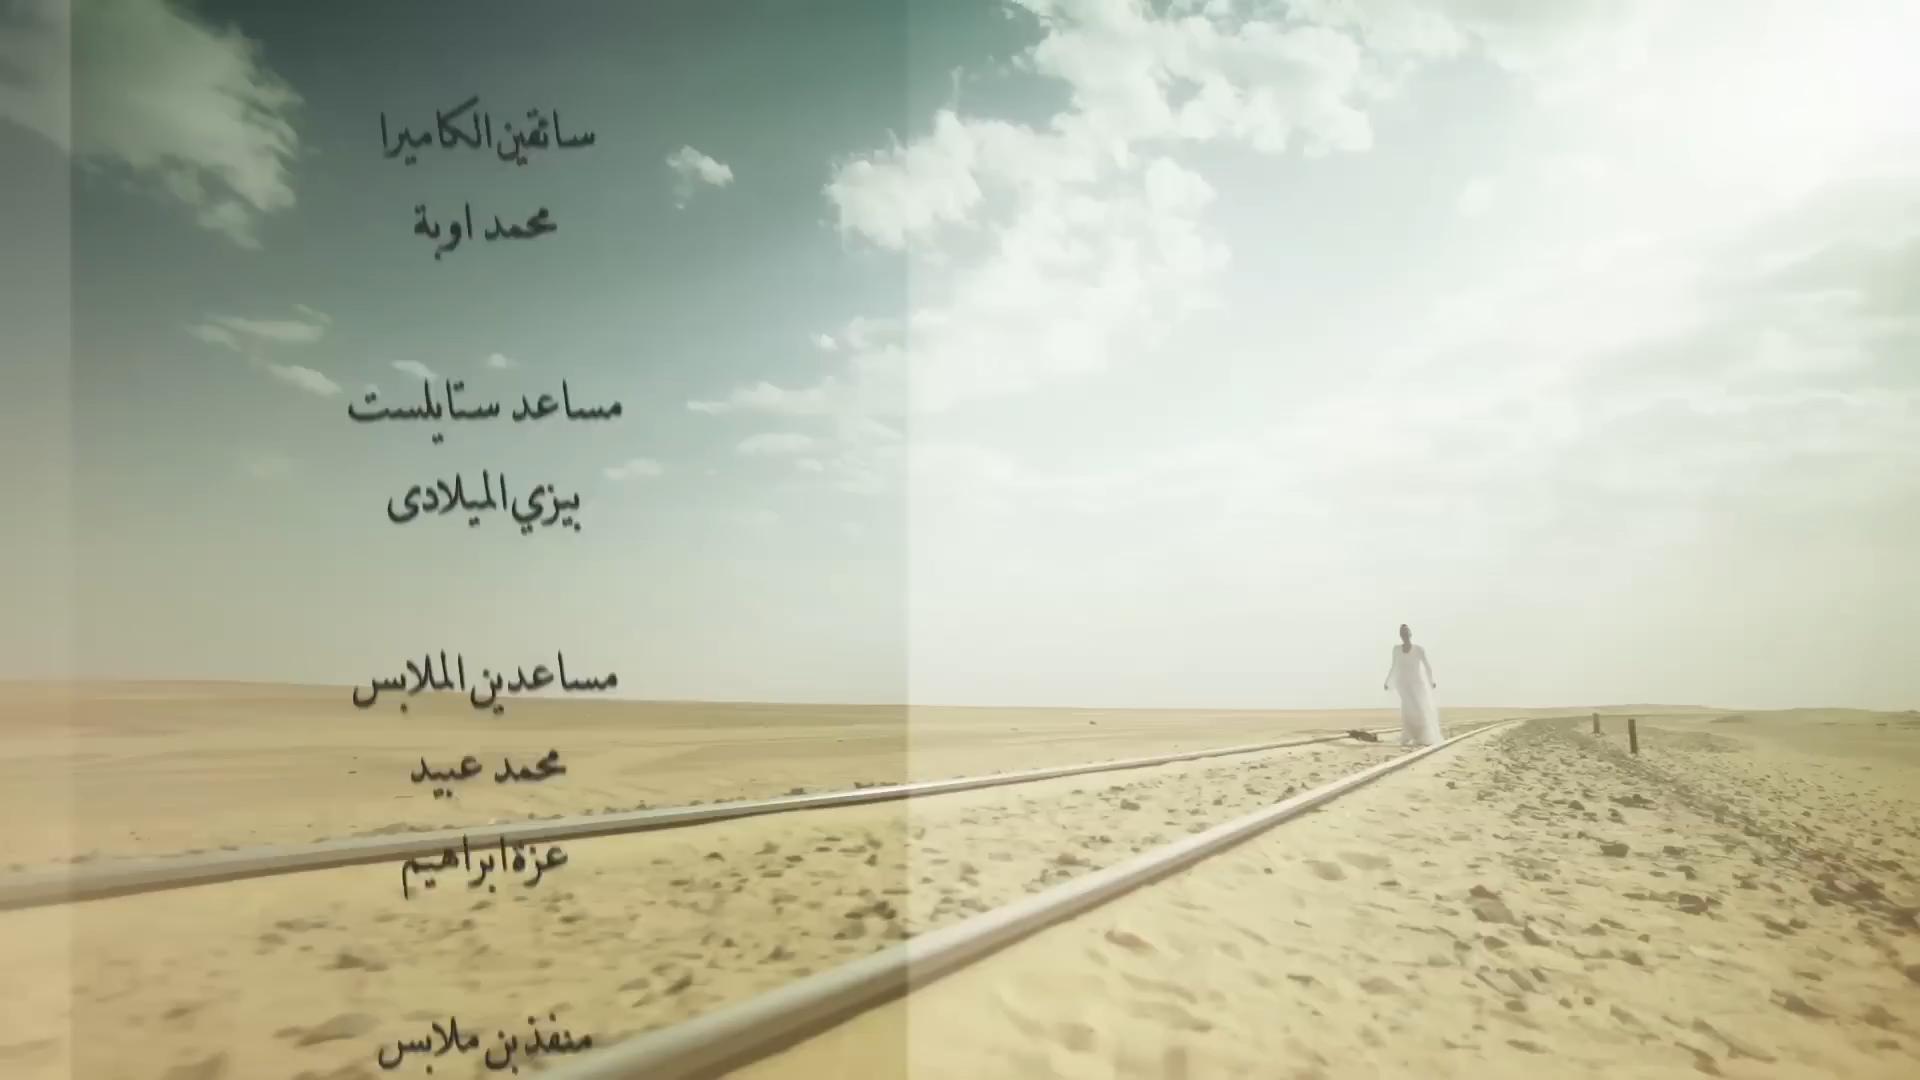 سائقين الكاميرا
محمد اوبة
مساعد ستايلست
بيزي الميلادى
مساعدين الملابس
محمد عبيد
عزة ابراهيم
منفذين ملابس